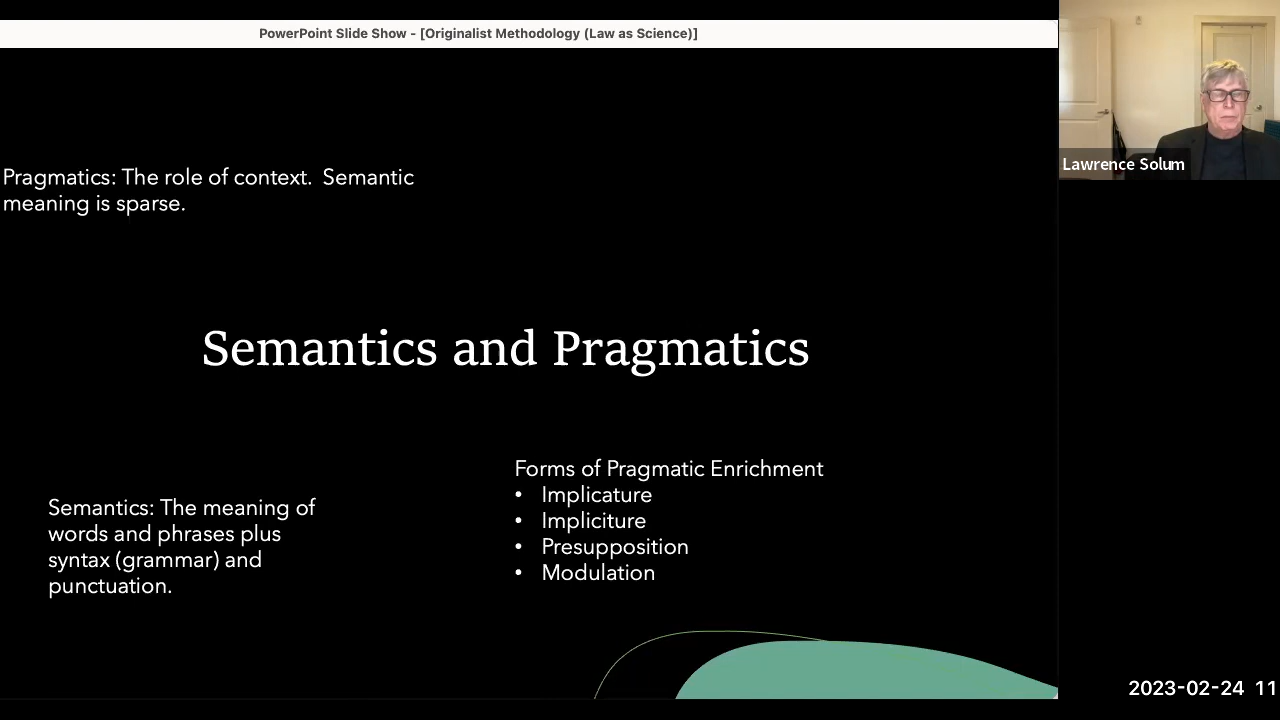 PowerPoint Slide Show - [Originalist Methodology (Law as Science)]
Lawrence Solum
Pragmatics: The role of context.  Semantic
meaning is sparse.
Semantics and Pragmatics
Forms of Pragmatic Enrichment
• Implicature
• Impliciture
• Presupposition
• Modulation
Semantics: The meaning of
words and phrases plus
syntax (grammar) and
punctuation.
2023-02-24 11